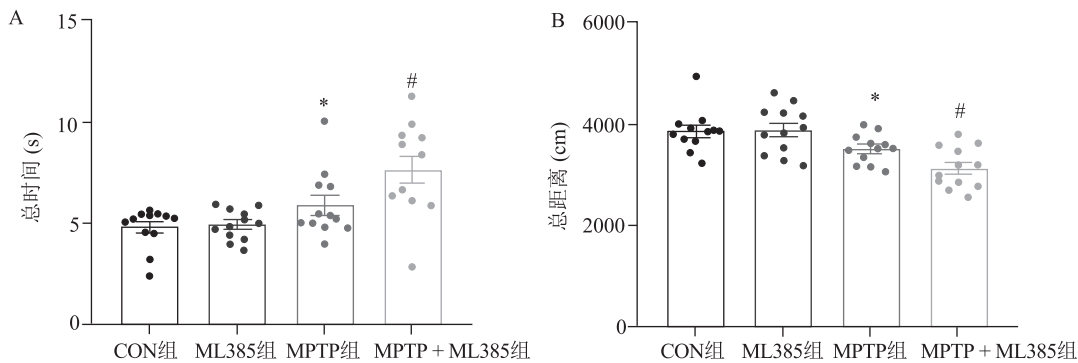 A
15
10
5
0
总时间 (s)
*
#
CON组
ML385组
MPTP组
MPTP + ML385组
B
6000
4000
2000
0
总距离 (cm)
*
#
CON组
ML385组
MPTP组
MPTP + ML385组